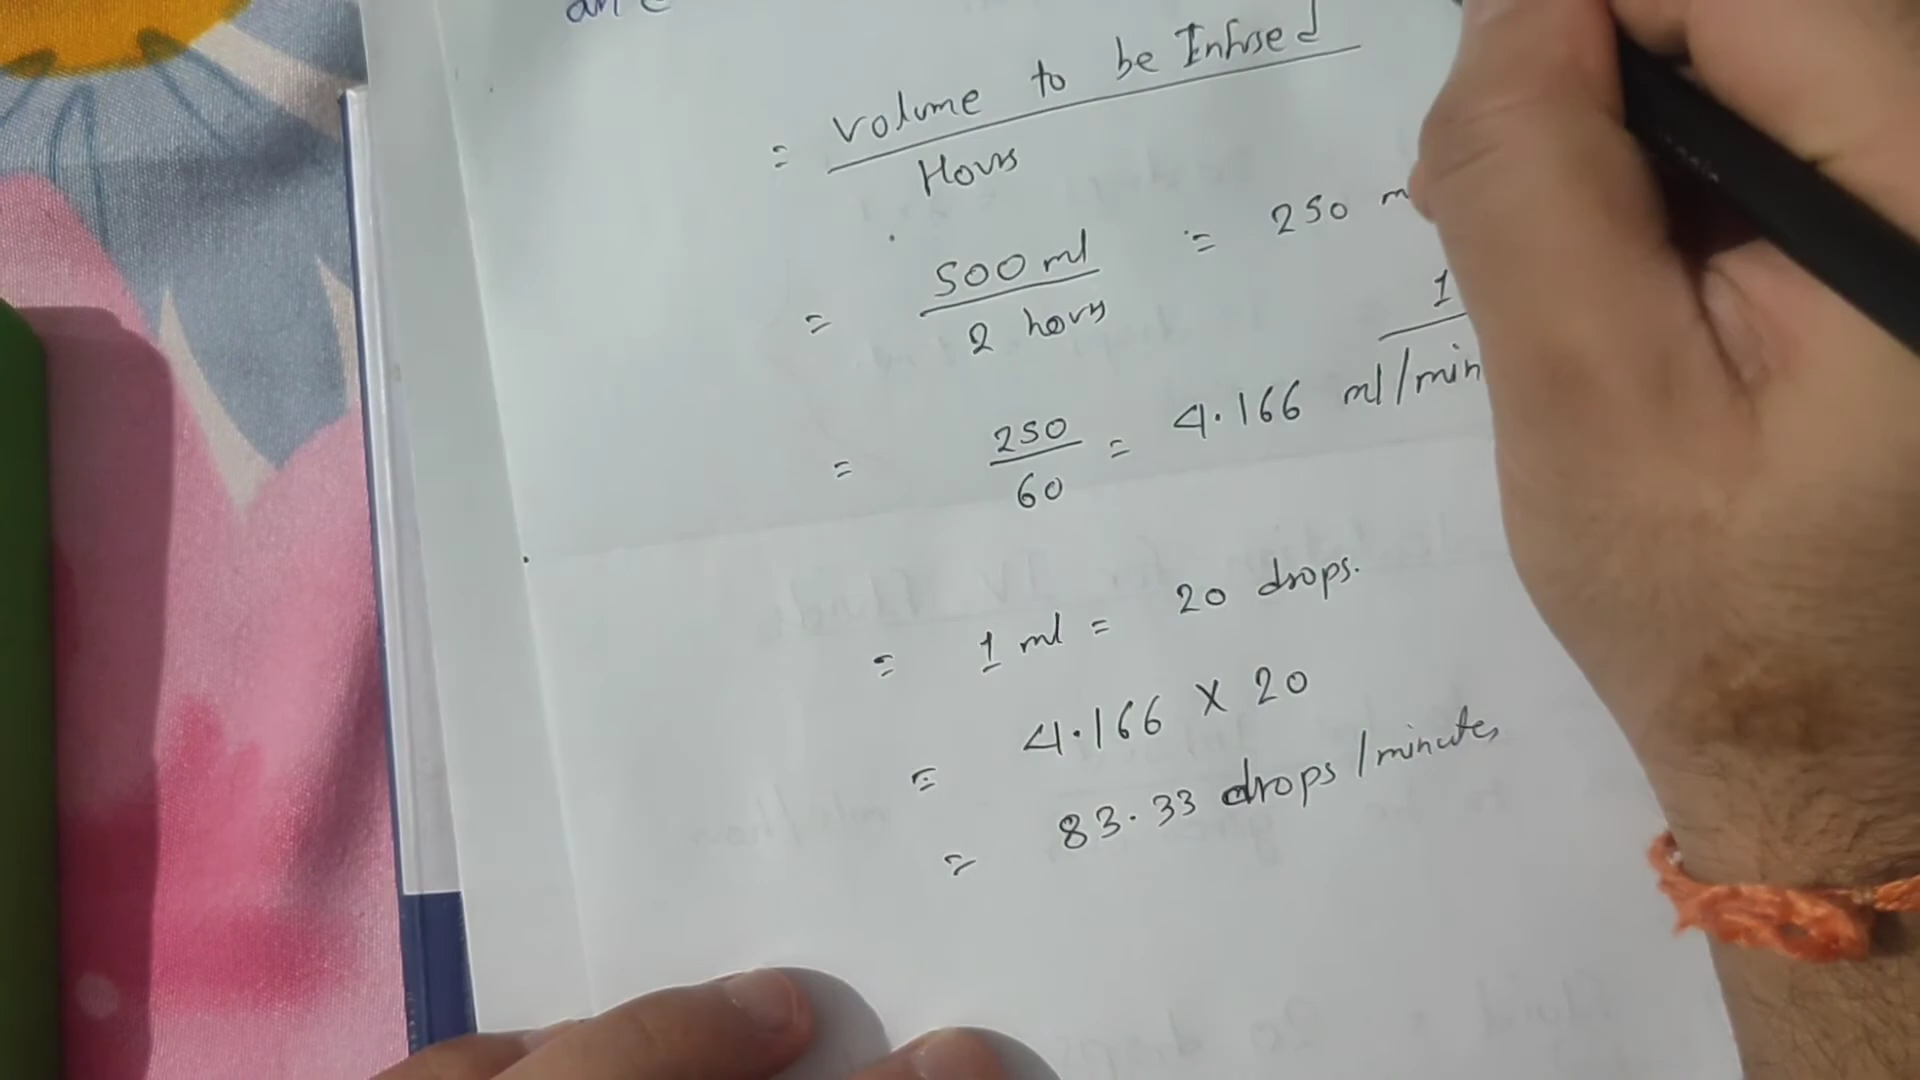 = Volume to be Infused
Hours
= 500 ml = 250
2 hours
1
= 250 = 4.166 ml/min
60
= 1 ml = 20 drops.
= 4.166 X 20
= 83.33 drops/minutes